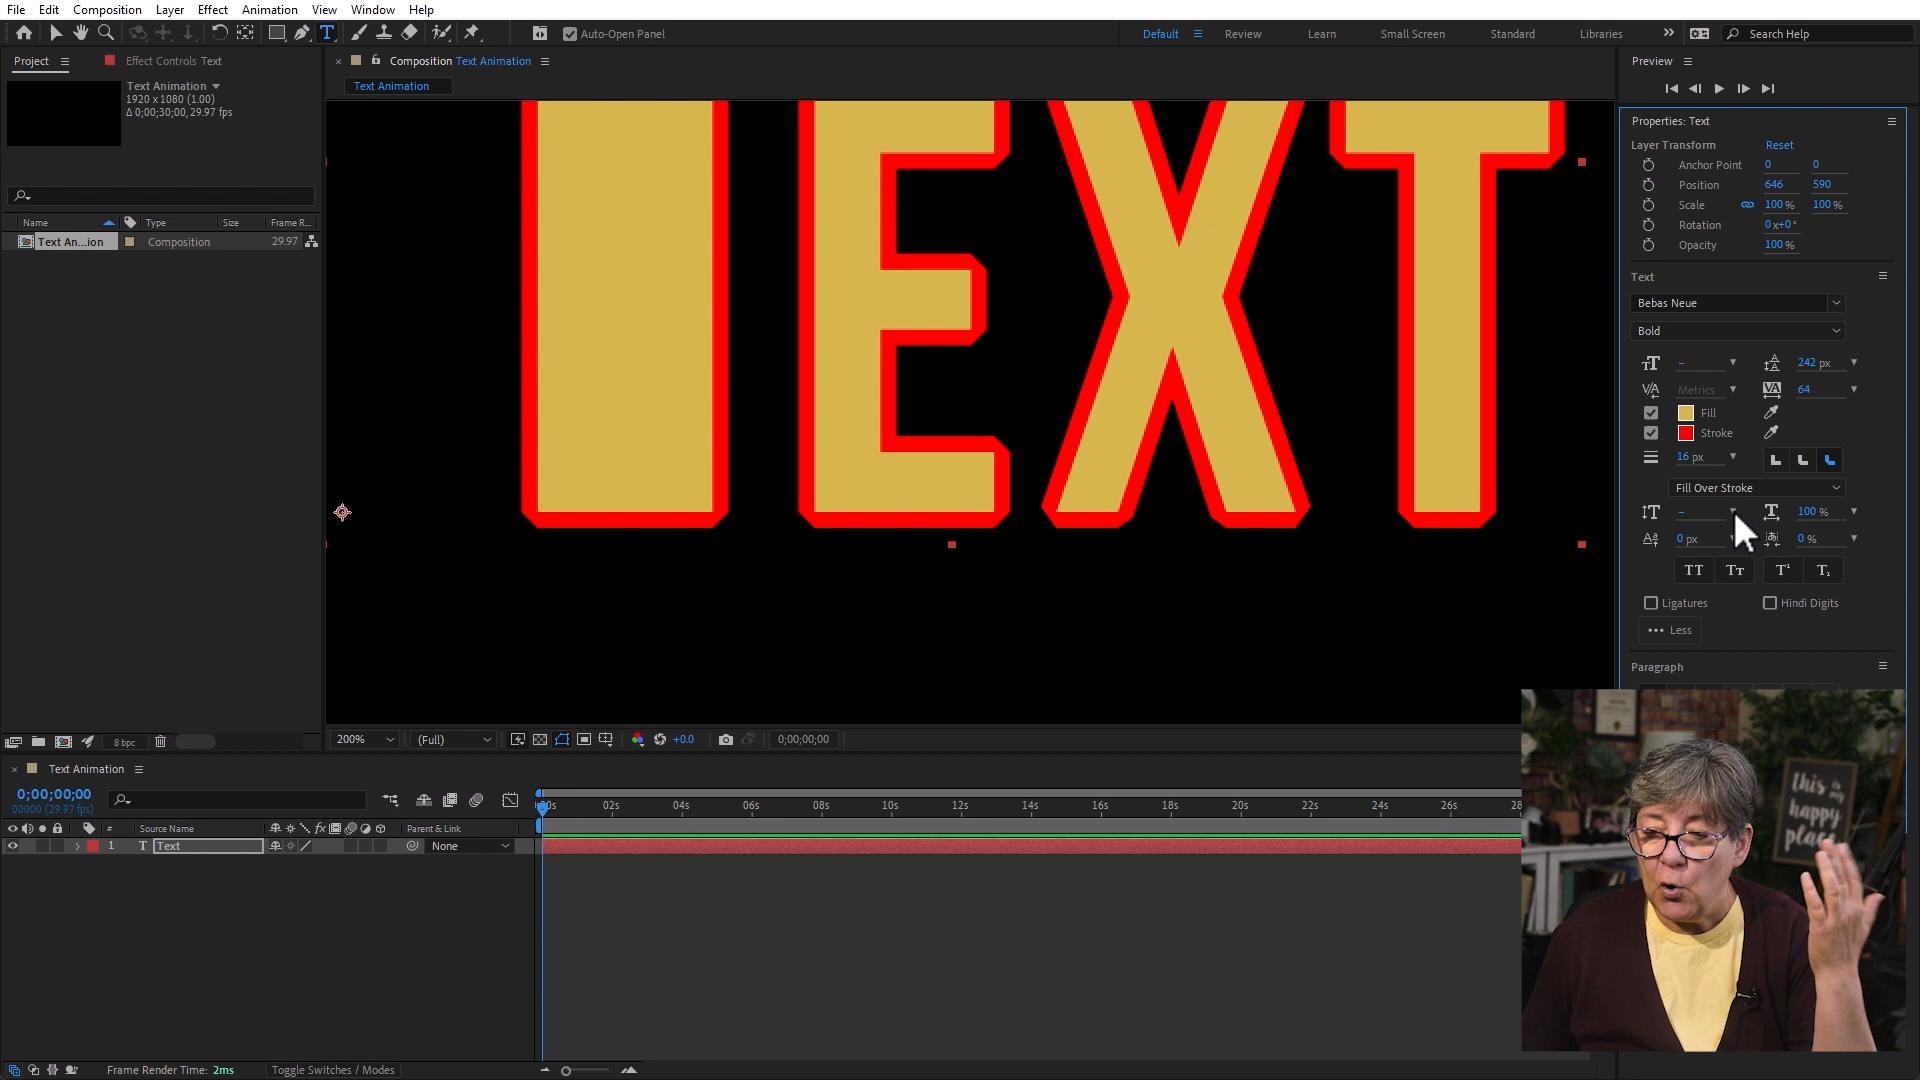 File Edit Composition Layer Effect Animation View Window Help
T Auto-Open Panel Default Review Learn Small Screen Standard Libraries Search Help
Project Effect Controls Text
Text Animation
1920 x 1080 (1.00)
Δ 0;00;30;00, 29.97 fps
Name Type Size Frame R...
Text An...ion Composition 29.97
8 bpc
Composition Text Animation
Text Animation
TEXT
200% (Full) +0.0 0;00;00;00
Preview
Properties: Text
Layer Transform Reset
Anchor Point 0 0
Position 646 590
Scale 100 % 100 %
Rotation 0x+0°
Opacity 100 %
Text
Bebas Neue
Bold
– 242 px
Metrics 64
Fill
Stroke
16 px
Fill Over Stroke
– 100 %
0 px 0 %
TT Tт T¹ T₁
Ligatures Hindi Digits
Less
Paragraph
Text Animation
0;00;00;00
00000 (29.97 fps)
:00s 02s 04s 06s 08s 10s 12s 14s 16s 18s 20s 22s 24s 26s 28
# Source Name fx Parent & Link
1 T Text None
Frame Render Time: 2ms Toggle Switches / Modes
this is my
happy
place